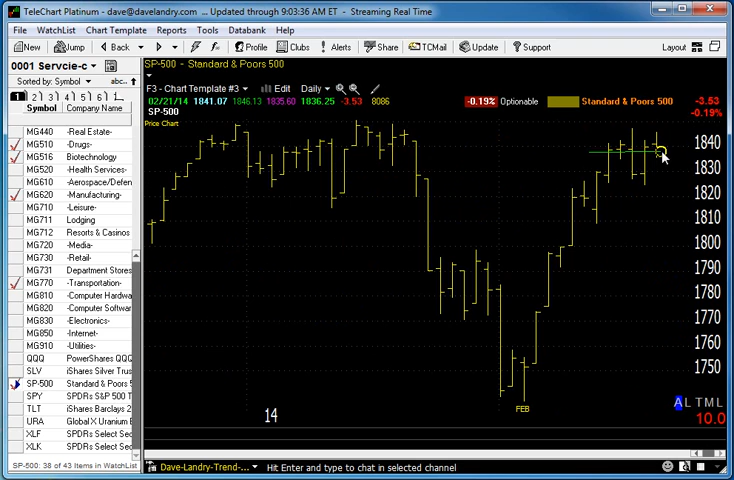 TeleChart Platinum - dave@davelandry.com ... Updated through 9:03:36 AM - Streaming Real Time
File WatchList Chart Template Reports Tools Databank Help
New Jump Back Profile Clubs Alerts Share TCMail Update Support Layout
0001 Servcie-c
SP-500 - Standard & Poors 500
Sorted by: Symbol abc..
F3 - Chart Template #3 Edit Daily
1 2 3 4 5 6
02/21/14 1841.07 1846.13 1835.60 1836.25 -3.53 8086 -0.19% Optionable Standard & Poors 500 -3.53
-0.19%
Symbol Company Name
SP-500
Price Chart
MG440 -Real Estate-
MG510 -Drugs-
MG516 Biotechnology
MG520 -Health Services-
MG610 -Aerospace/Defen
MG620 -Manufacturing-
MG710 -Leisure-
MG711 Lodging
MG722 Resorts & Casinos
MG720 -Media-
MG730 -Retail-
MG731 Department Stores
MG770 -Transportation-
MG810 -Computer Hardwa
MG820 -Computer Softwar
MG830 -Electronics-
MG850 -Internet-
MG910 -Utilities-
QQQ PowerShares QQQ
SLV iShares Silver Trus
SP-500 Standard & Poors 5
SPY SPDRs S&P 500 T
TLT iShares Barclays 2
URA Global X Uranium E
XLF SPDRs Select Sec
XLK SPDRs Select Sec
1840
1830
1820
1810
1800
1790
1780
1770
1760
1750
A L T M L
10.0
14
FEB
SP-500: 38 of 43 Items in WatchList
Dave-Landry-Trend-... Hit Enter and type to chat in selected channel